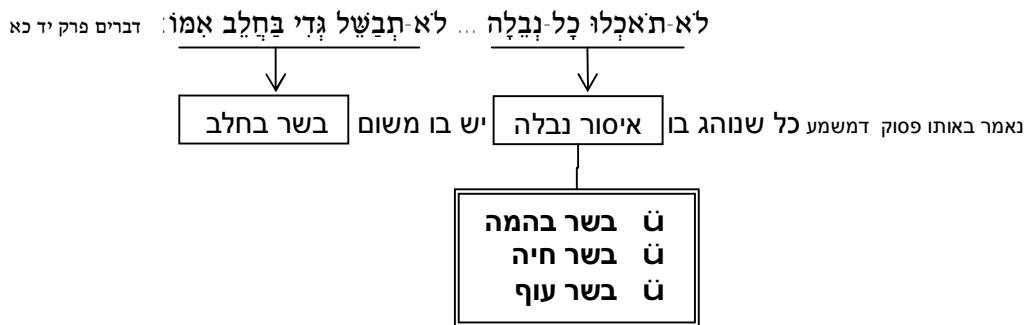 לֹא-תֹאכְלוּ כָל-נְבֵלָה ... לֹא-תְבַשֵּׁל גְּדִי בַּחֲלֵב אִמּוֹ: דברים פרק יד כא
נאמר באותו פסוק דמשמע כל שנוהג בו איסור נבלה יש בו משום בשר בחלב
ü בשר בהמה
ü בשר חיה
ü בשר עוף